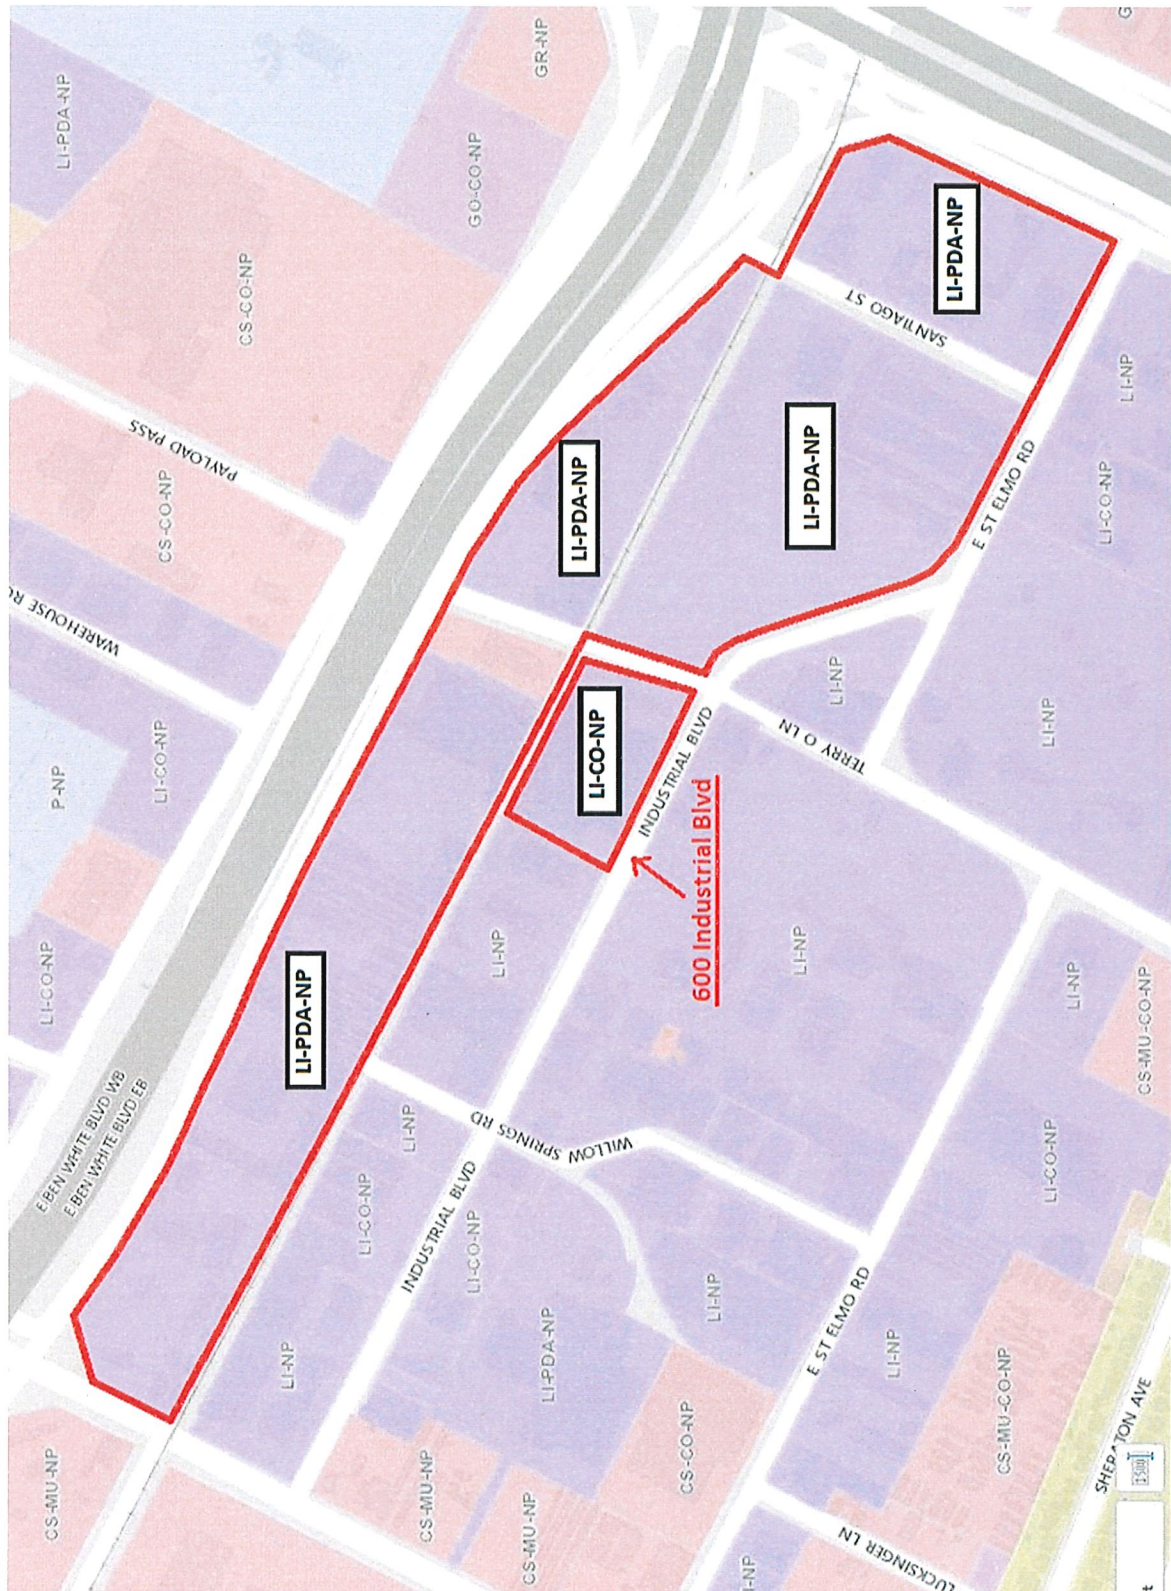 CS-MU-NP
E BEN WHITE BLVD WB
E BEN WHITE BLVD EB
LI-CO-NP
P-NP
LI-CO-NP
WAREHOUSE
CS-CO-NP
PAYLOAD PASS
CS-CO-NP
LI-PDA-NP
GO-CO-NP
GR-NP
LI-PDA-NP
LI-PDA-NP
LI-PDA-NP
LI-PDA-NP
SANTIAGO ST
LI-CO-NP
600 Industrial Blvd
INDUSTRIAL BLVD
TERRY O LN
LI-NP
E ST ELMO RD
LI-CO-NP
LI-NP
LI-NP
LI-NP
LI-NP
LI-NP
WILLOW SPRINGS RD
LI-NP
LI-CO-NP
INDUSTRIAL BLVD
LI-CO-NP
LI-NP
LI-PDA-NP
LI-NP
CS-MU-NP
CS-MU-NP
CS-CO-NP
E ST ELMO RD
LI-NP
LI-CO-NP
CS-MU-CO-NP
CS-MU-CO-NP
LUCKSINGER LN
SHERATON AVE